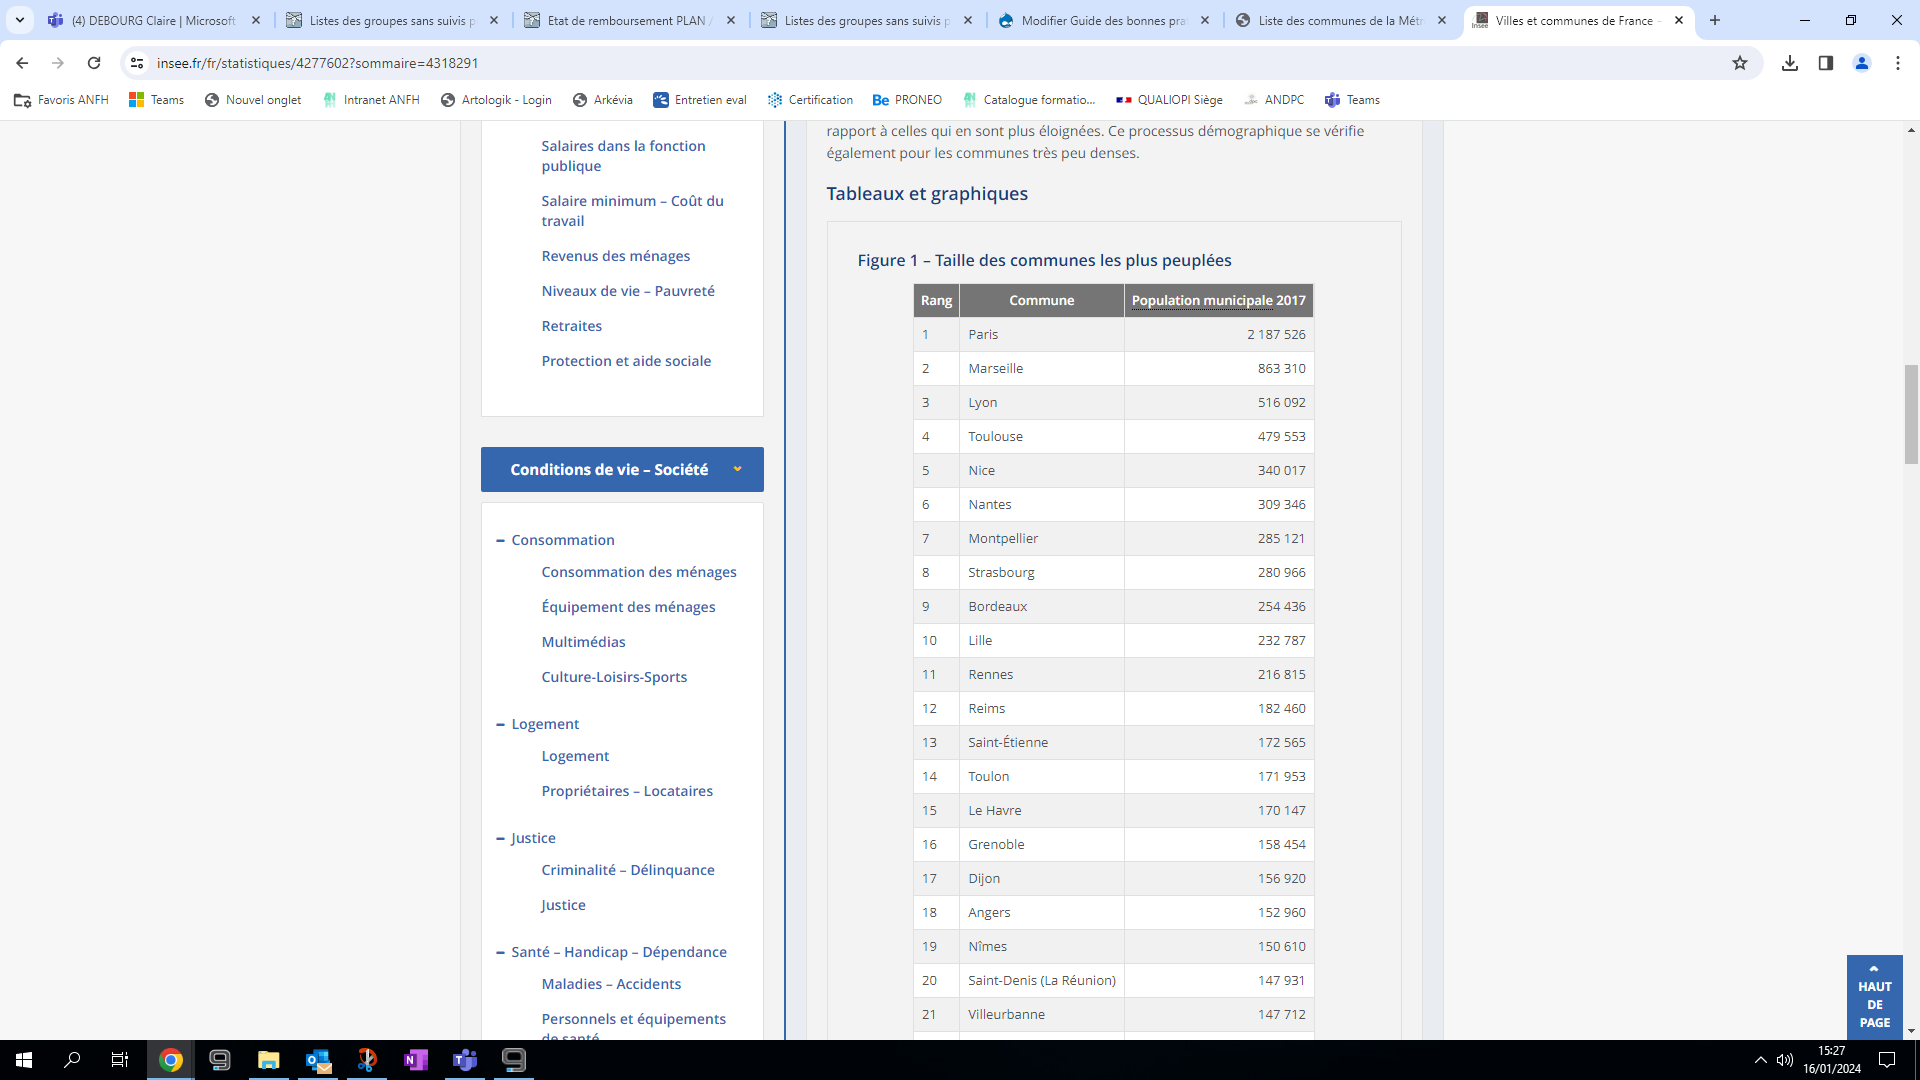 (4) DEBOURG Claire | Microsoft
Listes des groupes sans suivis p
Etat de remboursement PLAN /
Listes des groupes sans suivis p
Modifier Guide des bonnes pra
Liste des communes de la Métr
Villes et communes de France -
insee.fr/fr/statistiques/4277602?sommaire=4318291
Favoris ANFH
Teams
Nouvel onglet
Intranet ANFH
Artologik - Login
Arkévia
Entretien eval
Certification
Be PRONEO
Catalogue formatio...
QUALIOPI Siège
ANDPC
Teams
Salaires dans la fonction
publique
Salaire minimum – Coût du
travail
Revenus des ménages
Niveaux de vie – Pauvreté
Retraites
Protection et aide sociale
Conditions de vie – Société
Consommation
Consommation des ménages
Équipement des ménages
Multimédias
Culture-Loisirs-Sports
Logement
Logement
Propriétaires – Locataires
Justice
Criminalité – Délinquance
Justice
Santé – Handicap – Dépendance
Maladies – Accidents
Personnels et équipements
de santé
rapport à celles qui en sont plus éloignées. Ce processus démographique se vérifie
également pour les communes très peu denses.
Tableaux et graphiques
Figure 1 – Taille des communes les plus peuplées
Rang Commune Population municipale 2017
1 Paris 2 187 526
2 Marseille 863 310
3 Lyon 516 092
4 Toulouse 479 553
5 Nice 340 017
6 Nantes 309 346
7 Montpellier 285 121
8 Strasbourg 280 966
9 Bordeaux 254 436
10 Lille 232 787
11 Rennes 216 815
12 Reims 182 460
13 Saint-Étienne 172 565
14 Toulon 171 953
15 Le Havre 170 147
16 Grenoble 158 454
17 Dijon 156 920
18 Angers 152 960
19 Nîmes 150 610
20 Saint-Denis (La Réunion) 147 931
21 Villeurbanne 147 712
HAUT
DE
PAGE
15:27
16/01/2024